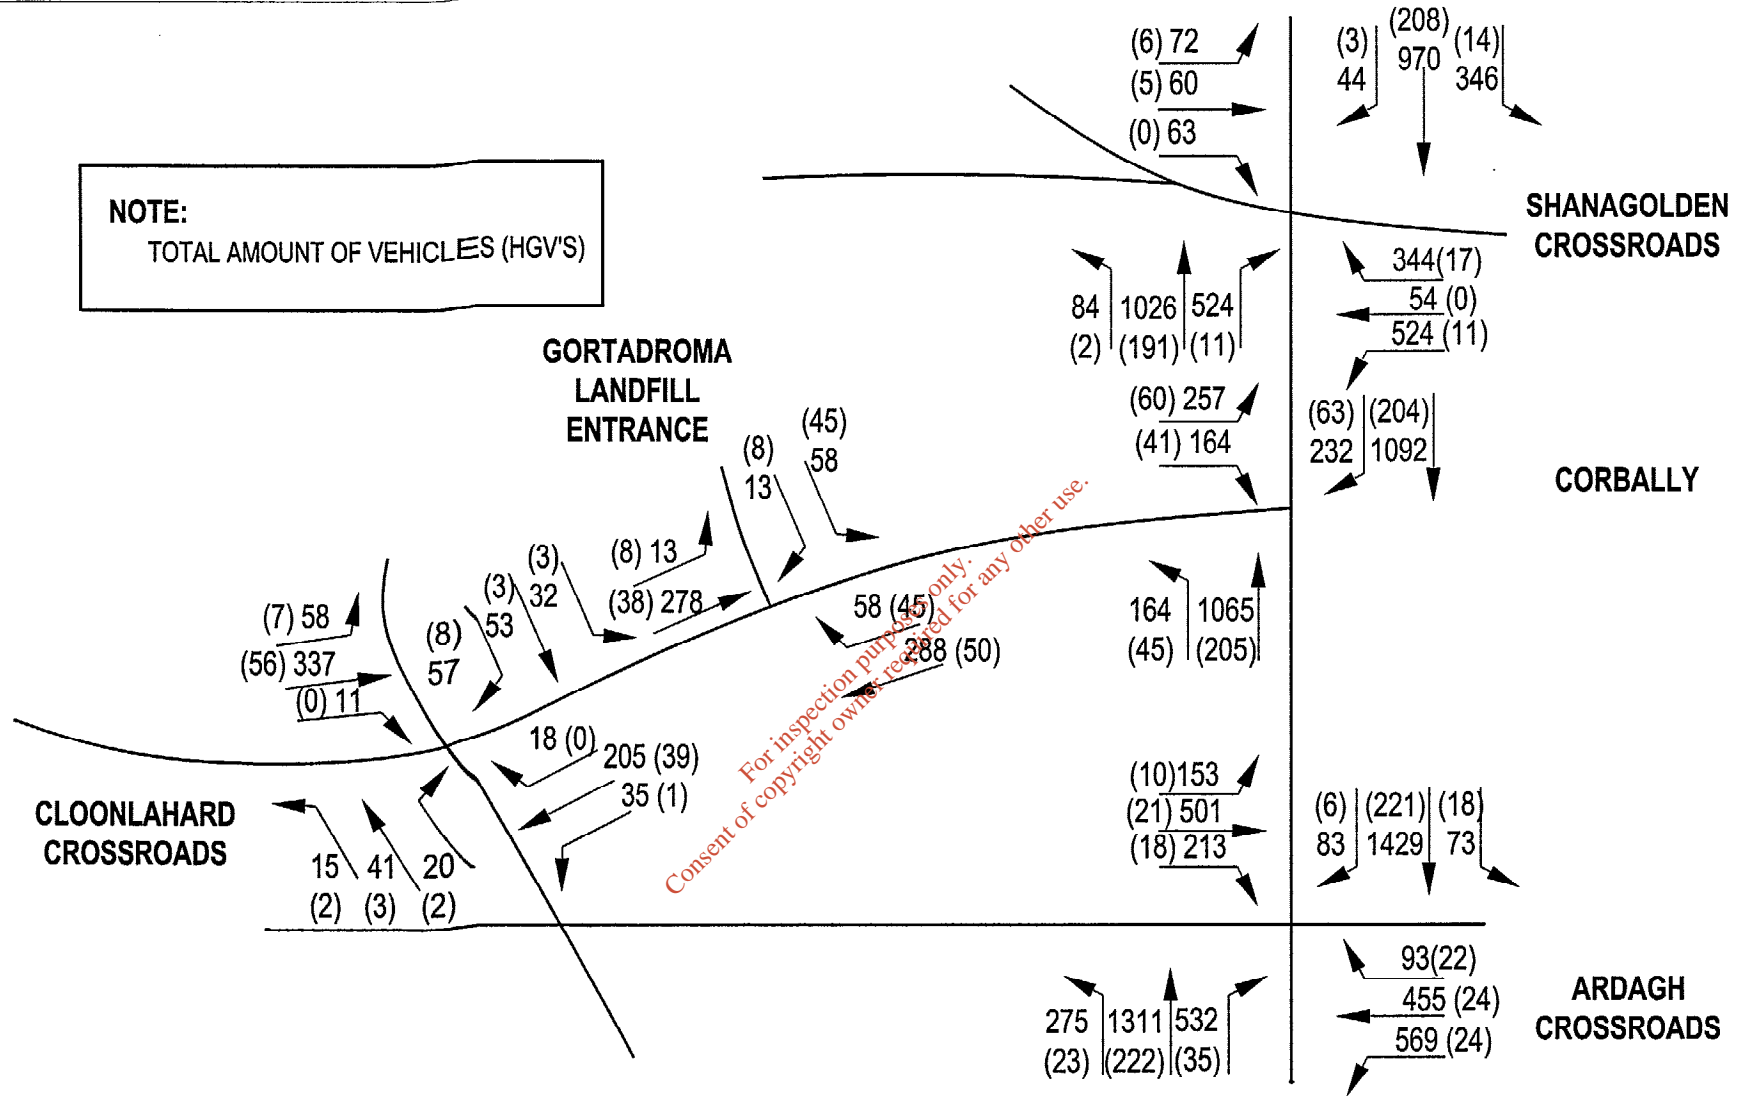 (208)
(6) 72
(3)
(14)
970
44
346
(5) 60
(0) 63
NOTE:
TOTAL AMOUNT OF VEHICLES (HGV'S)
SHANAGOLDEN
CROSSROADS
344(17)
54 (0)
524 (11)
84 1026 524
(2) (191) (11)
GORTADROMA
LANDFILL
ENTRANCE
(60) 257
(41) 164
(63) (204)
232 1092
CORBALLY
(45)
58
(8)
13
(8) 13
(38) 278
(3)
32
(3)
53
(8)
57
(7) 58
(56) 337
(0) 11
58 (45)
288 (50)
164 1065
(45) (205)
For inspection purposes only.
Consent of copyright owner required for any other use.
18 (0)
205 (39)
35 (1)
CLOONLAHARD
CROSSROADS
15 41 20
(2) (3) (2)
(10)153
(21) 501
(18) 213
(6) (221) (18)
83 1429 73
93(22)
455 (24)
569 (24)
ARDAGH
CROSSROADS
275 1311 532
(23) (222) (35)